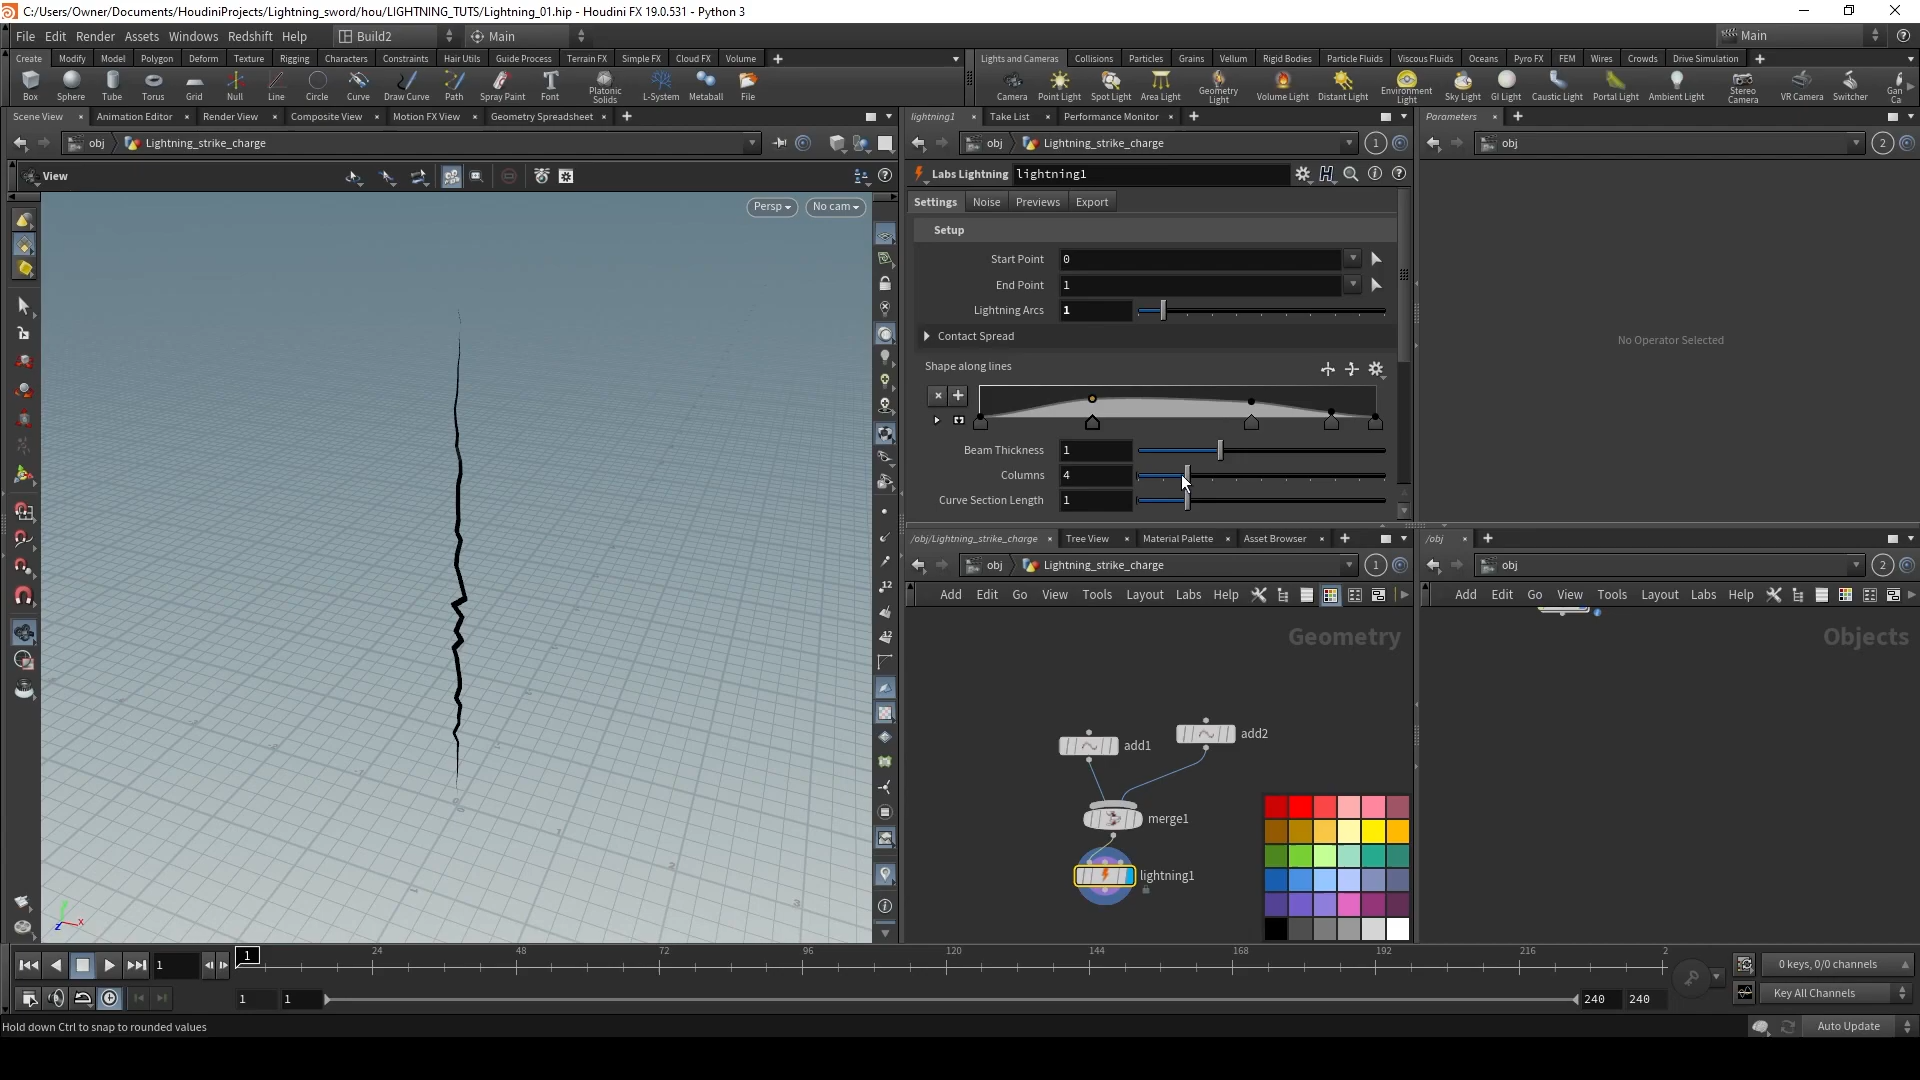 C:/Users/Owner/Documents/HoudiniProjects/Lightning_sword/hou/LIGHTNING_TUTS/Lightning_01.hip - Houdini FX 19.0.531 - Python 3
File Edit Render Assets Windows Redshift Help Build2 Main Main
Create Modify Model Polygon Deform Texture Rigging Characters Constraints Hair Utils Guide Process Terrain FX Simple FX Cloud FX Volume
Lights and Cameras Collisions Particles Grains Vellum Rigid Bodies Particle Fluids Viscous Fluids Oceans Pyro FX FEM Wires Crowds Drive Simulation
Box Sphere Tube Torus Grid Null Line Circle Curve Draw Curve Path Spray Paint Font Platonic Solids L-System Metaball File
Camera Point Light Spot Light Area Light Geometry Light Volume Light Distant Light Environment Light Sky Light GI Light Caustic Light Portal Light Ambient Light Stereo Camera VR Camera Switcher Gan Ca
Scene View Animation Editor Render View Composite View Motion FX View Geometry Spreadsheet
lightning1 Take List Performance Monitor
Parameters
obj Lightning_strike_charge
obj Lightning_strike_charge 1
obj 2
View
Labs Lightning lightning1
Persp No cam
Settings Noise Previews Export
Setup
Start Point 0
End Point 1
Lightning Arcs 1
Contact Spread
Shape along lines
Beam Thickness 1
Columns 4
Curve Section Length 1
No Operator Selected
/obj/Lightning_strike_charge Tree View Material Palette Asset Browser
/obj
obj Lightning_strike_charge 1
obj 2
Add Edit Go View Tools Layout Labs Help
Add Edit Go View Tools Layout Labs Help
Geometry
Objects
add1
add2
merge1
lightning1
z x
1 1 24 48 72 96 120 144 168 192 216 2
0 keys, 0/0 channels
1 1 240 240
Key All Channels
Hold down Ctrl to snap to rounded values
Auto Update